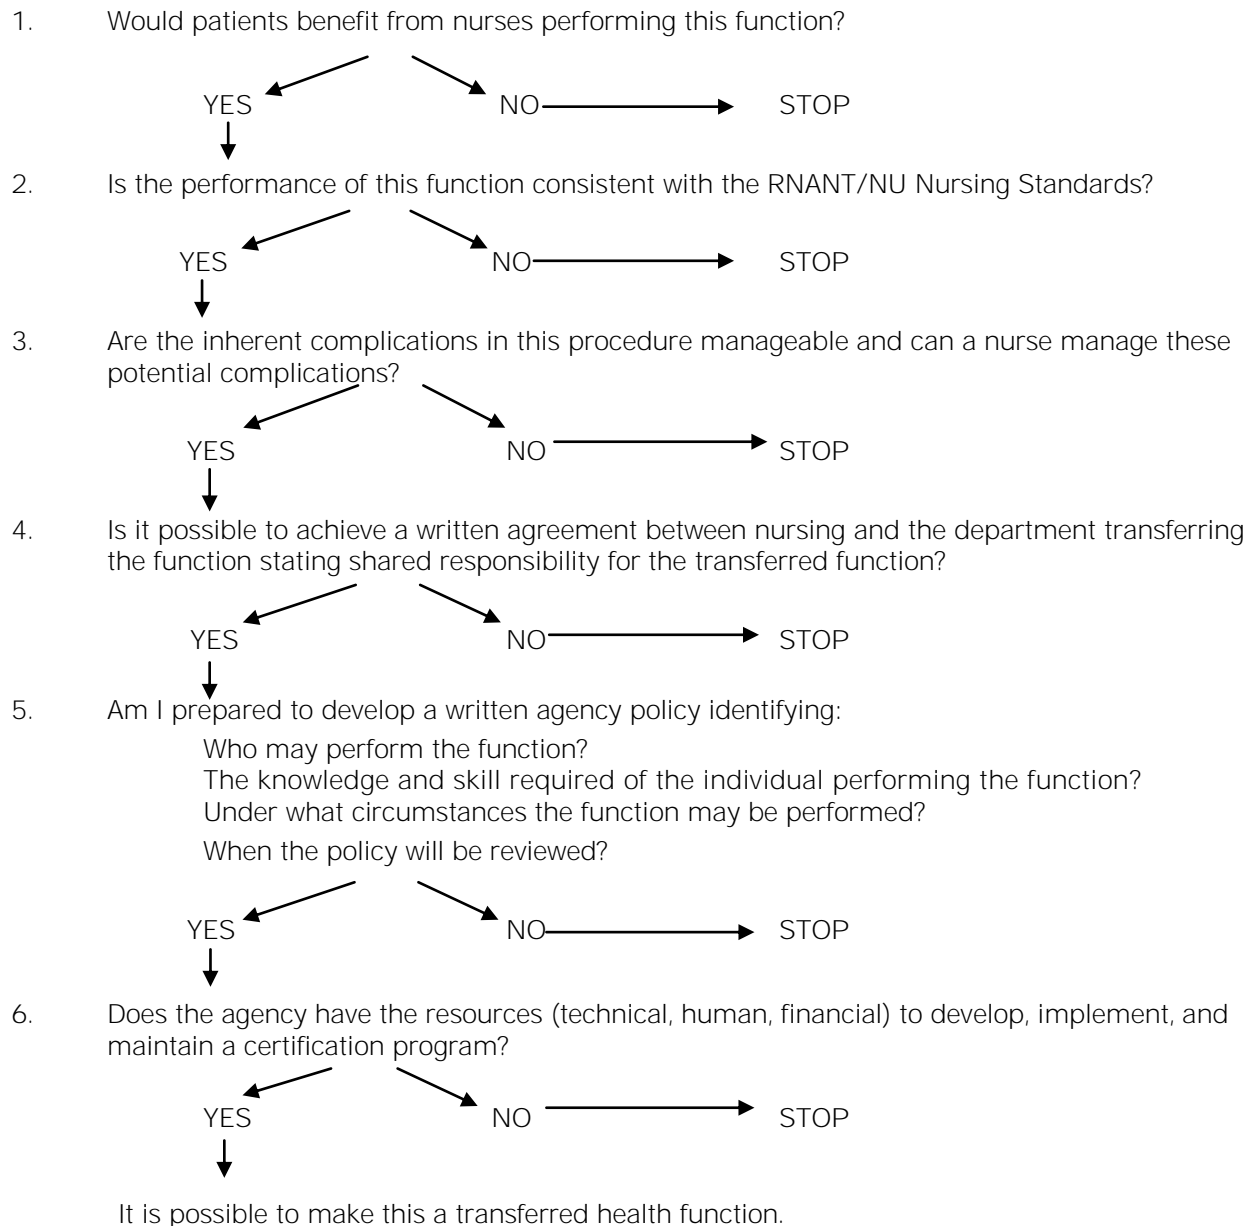 1. Would patients benefit from nurses performing this function?
YES NO STOP
2. Is the performance of this function consistent with the RNANT/NU Nursing Standards?
YES NO STOP
3. Are the inherent complications in this procedure manageable and can a nurse manage these
potential complications?
YES NO STOP
4. Is it possible to achieve a written agreement between nursing and the department transferring
the function stating shared responsibility for the transferred function?
YES NO STOP
5. Am I prepared to develop a written agency policy identifying:
Who may perform the function?
The knowledge and skill required of the individual performing the function?
Under what circumstances the function may be performed?
When the policy will be reviewed?
YES NO STOP
6. Does the agency have the resources (technical, human, financial) to develop, implement, and
maintain a certification program?
YES NO STOP
It is possible to make this a transferred health function.